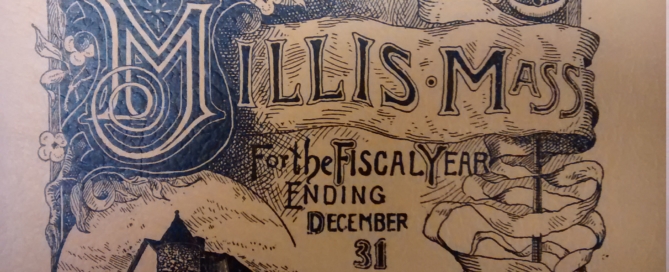 MILLIS · MASS
For the FISCAL YEAR
ENDING
DECEMBER
31